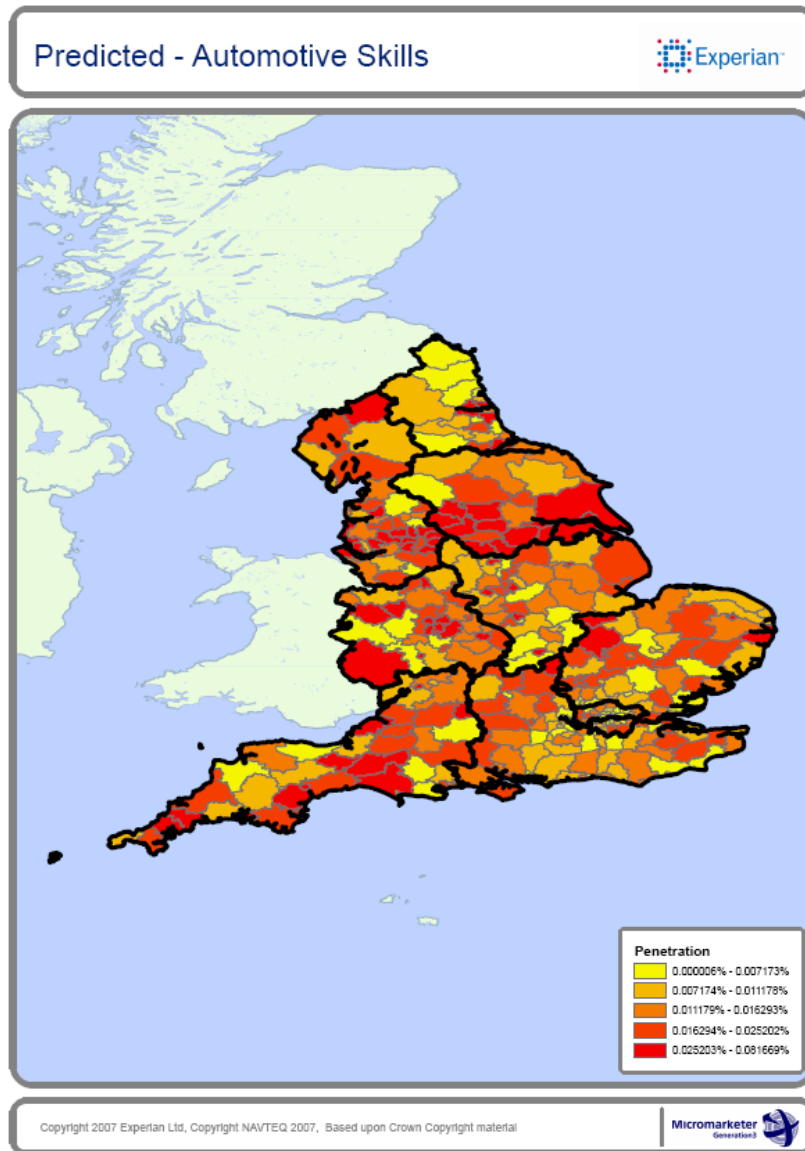 Predicted - Automotive Skills
Experian™
Penetration
0.000006% - 0.007173%
0.007174% - 0.011178%
0.011179% - 0.016293%
0.016294% - 0.025202%
0.025203% - 0.081669%
Copyright 2007 Experian Ltd, Copyright NAVTEQ 2007, Based upon Crown Copyright material
Micromarketer
Generation3